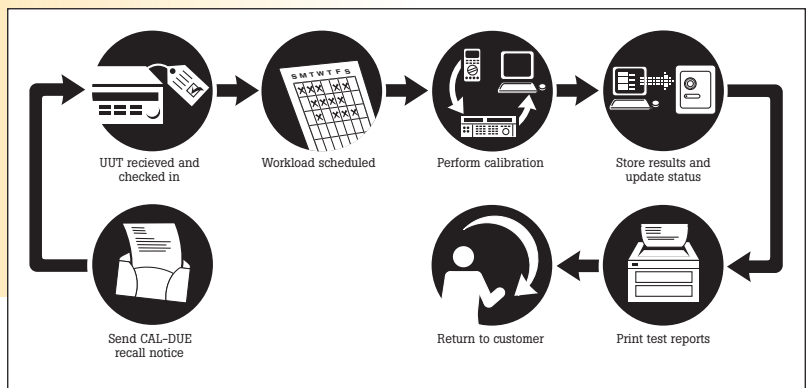 S M T W T F S
UUT recieved and
checked in
Workload scheduled
Perform calibration
Store results and
update status
Send CAL-DUE
recall notice
Return to customer
Print test reports